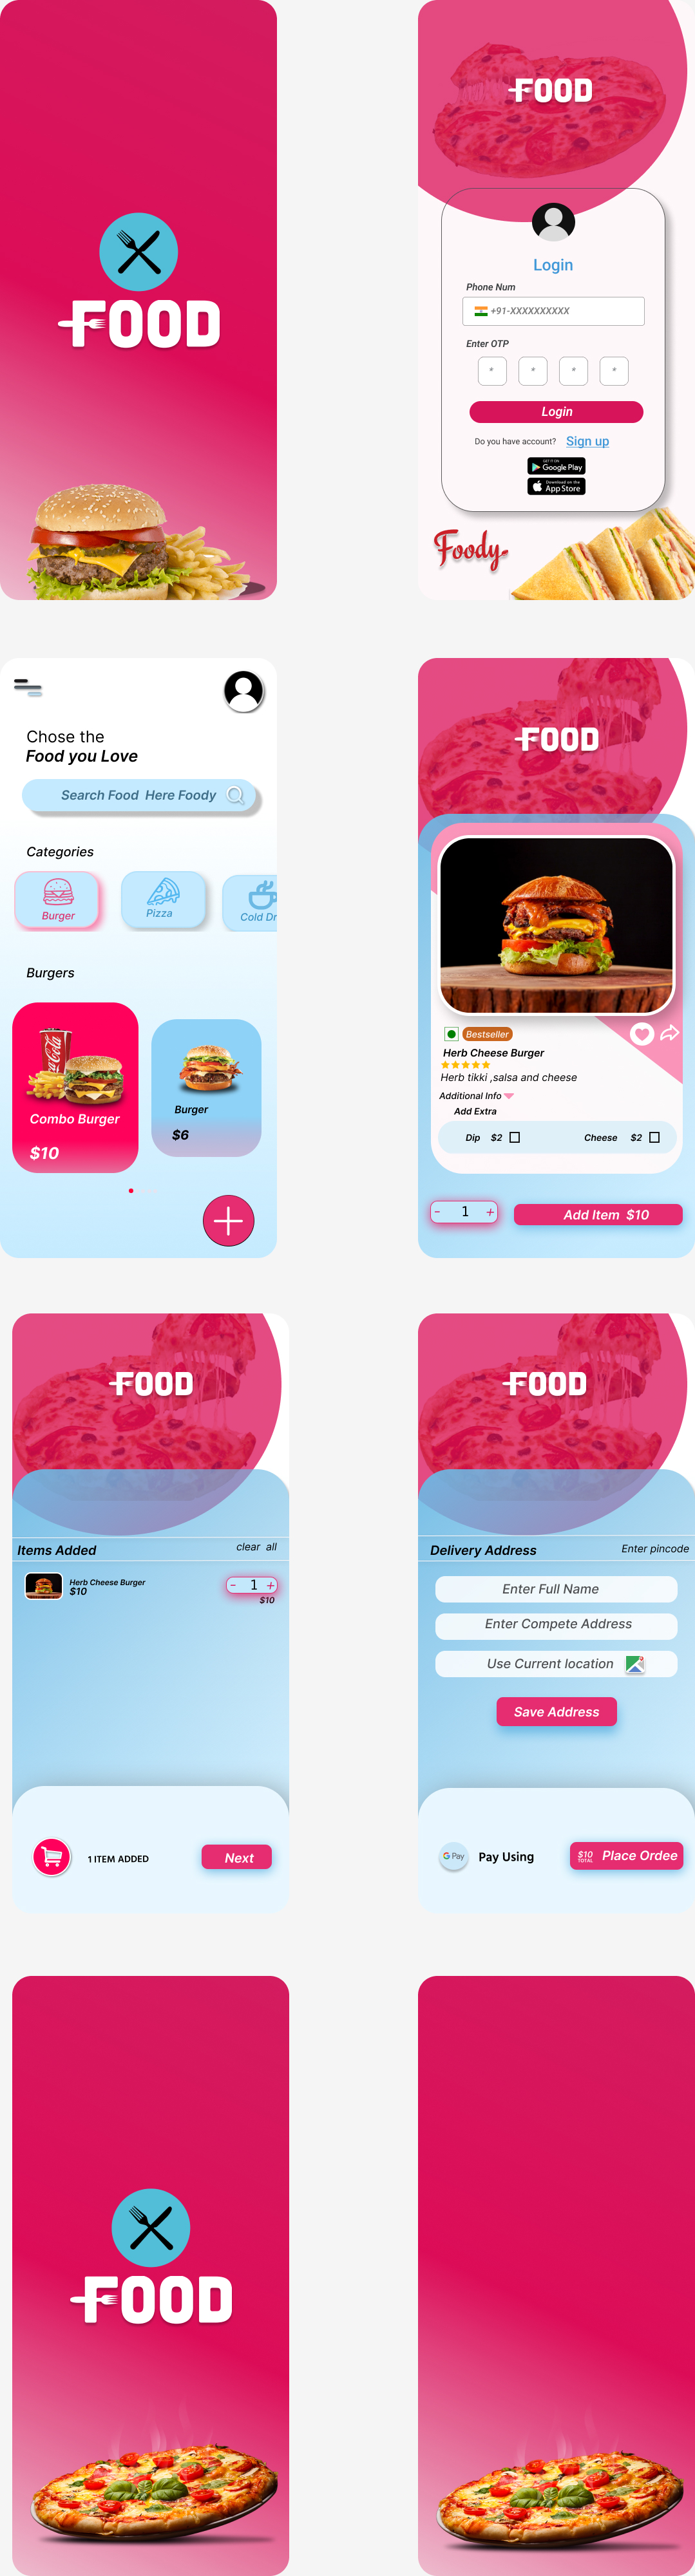 FOOD
FOOD
Login
Phone Num
+91-XXXXXXXXXX
Enter OTP
* * * *
Login
Do you have account? Sign up
GET IT ON
Google Play
Download on the
App Store
Foody
Chose the
Food you Love
Search Food Here Foody
Categories
Burger
Pizza
Cold Dr
Burgers
Coca-Cola
Combo Burger
$10
Burger
$6
FOOD
Bestseller
Herb Cheese Burger
Herb tikki ,salsa and cheese
Additional Info
Add Extra
Dip $2
Cheese $2
- 1 +
Add Item $10
FOOD
Items Added
clear all
Herb Cheese Burger
$10
- 1 +
$10
1 ITEM ADDED
Next
FOOD
Delivery Address
Enter pincode
Enter Full Name
Enter Compete Address
Use Current location
Save Address
G Pay
Pay Using
$10
TOTAL
Place Ordee
FOOD